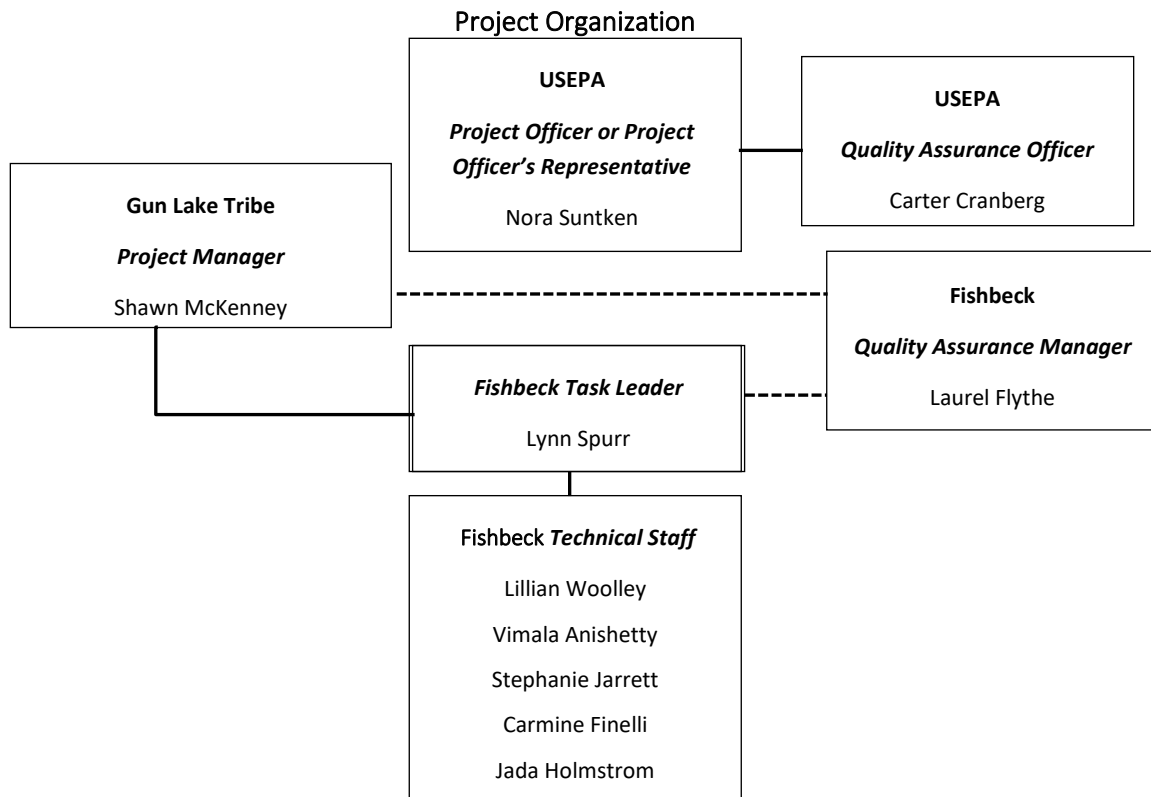 Project Organization
USEPA
Project Officer or Project
Officer’s Representative
Nora Suntken
USEPA
Quality Assurance Officer
Carter Cranberg
Gun Lake Tribe
Project Manager
Shawn McKenney
Fishbeck
Quality Assurance Manager
Laurel Flythe
Fishbeck Task Leader
Lynn Spurr
Fishbeck Technical Staff
Lillian Woolley
Vimala Anishetty
Stephanie Jarrett
Carmine Finelli
Jada Holmstrom